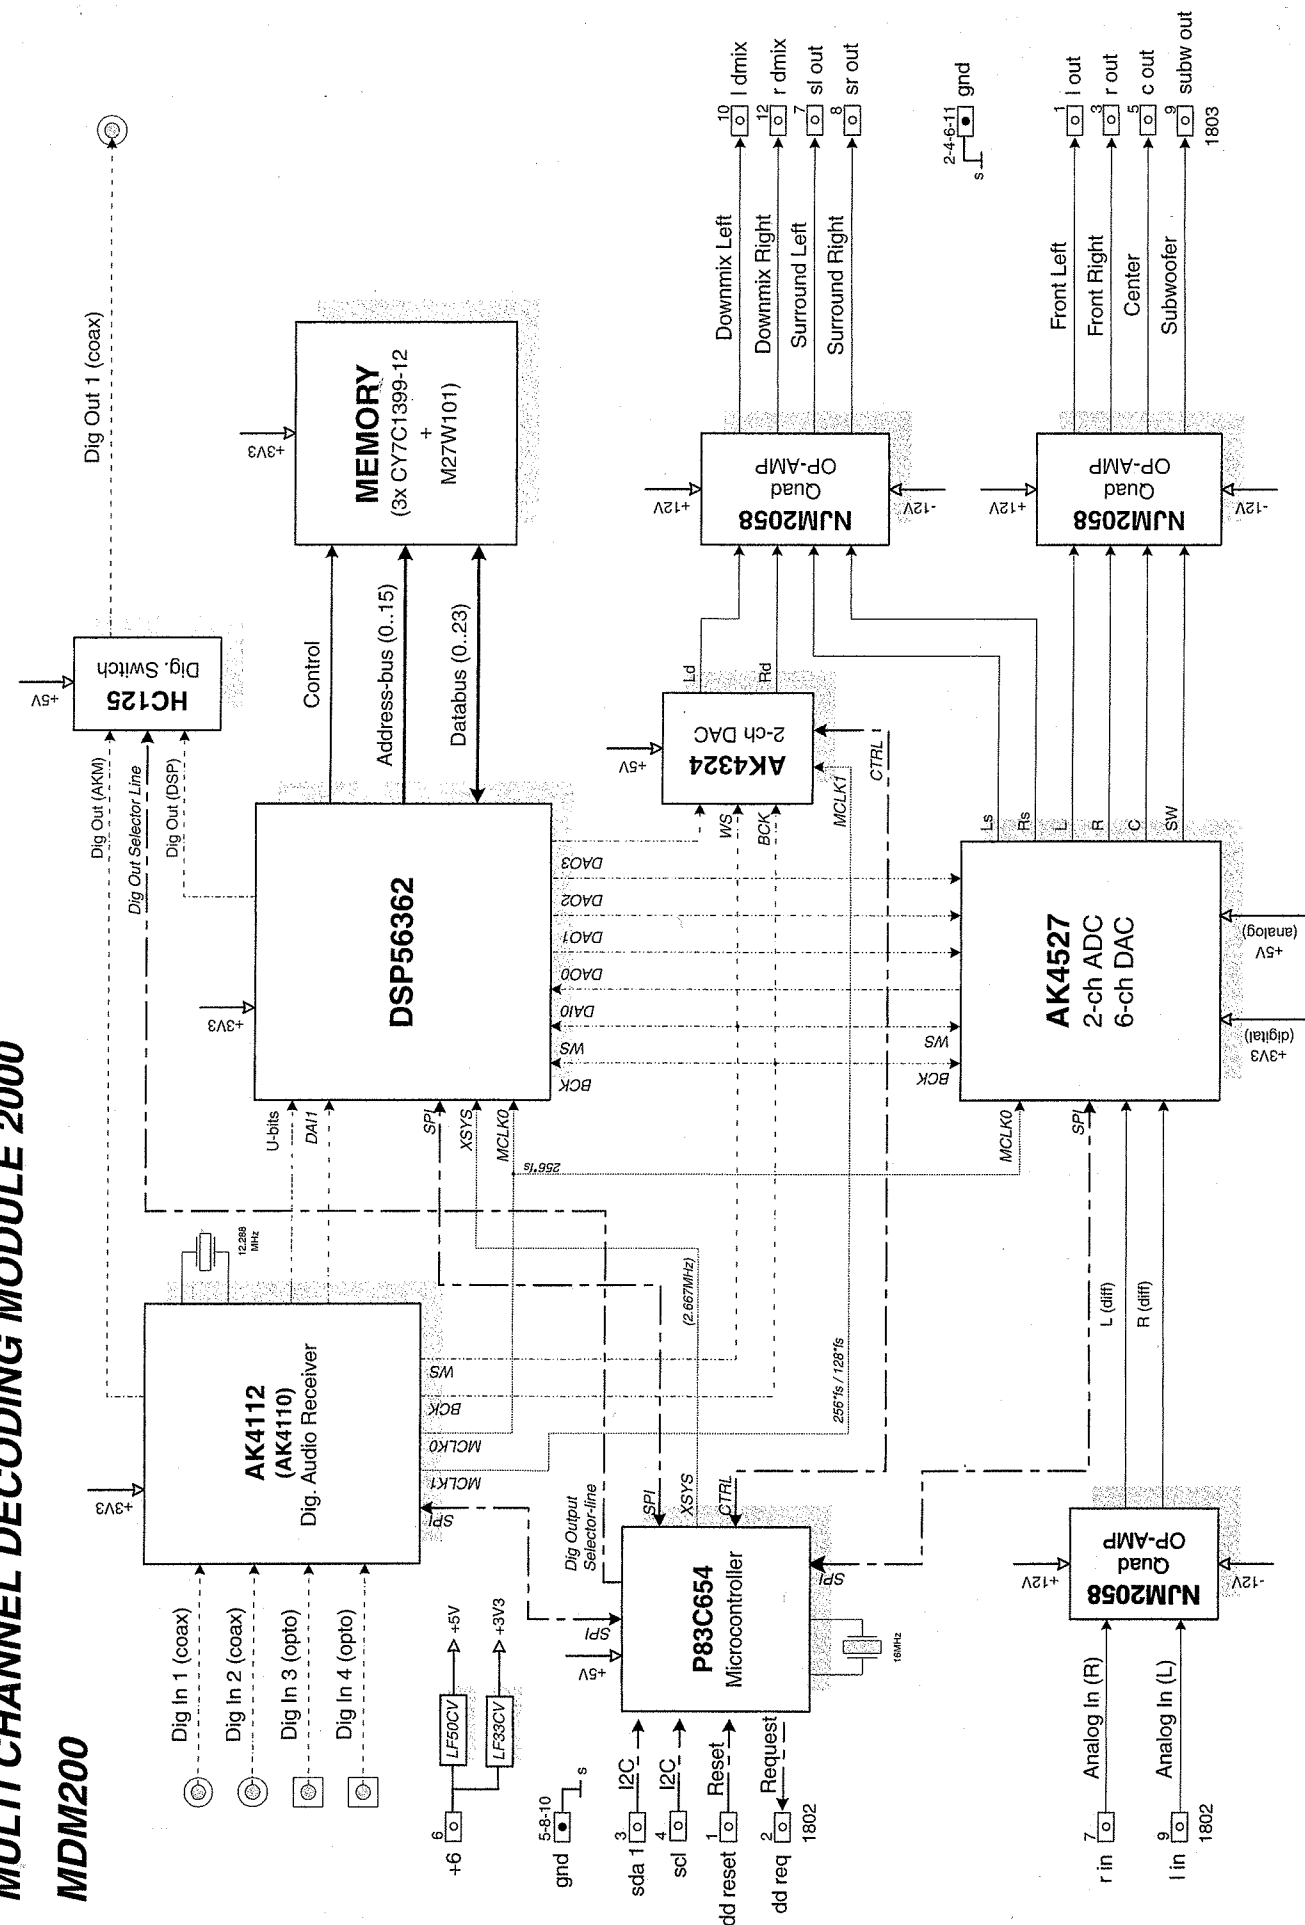 MULTI CHANNEL DECODING MODULE 2000
MDM200
Dig In 1 (coax)
Dig In 2 (coax)
Dig In 3 (opto)
Dig In 4 (opto)
+3V3
AK4112
(AK4110)
Dig. Audio Receiver
12.288
MHz
WS
BCK
MCLK0
MCLK1
SPI
U-bits
DAI1
SPI
XSYS
MCLK0
256*fs
+3V3
DSP56362
DAO3
DAO2
DAO1
DAO0
DAI0
WS
BCK
Dig Out (AKM)
Dig Out Selector Line
Dig Out (DSP)
+5V
HC125
Dig. Switch
Dig Out 1 (coax)
Control
Address-bus (0..15)
Databus (0..23)
+3V3
MEMORY
(3x CY7C1399-12
+
M27W101)
6
+6
LF50CV
+5V
LF33CV
+3V3
5-8-10
gnd
s
3
sda 1
I2C
4
scl
I2C
1
dd reset
Reset
2
dd req
Request
1802
SPI
+5V
P83C654
Microcontroller
16MHz
Dig Output
Selector-line
SPI
XSYS
CTRL
SPI
(2.667MHz)
256*fs / 128*fs
WS
BCK
MCLK1
CTRL
+5V
AK4324
2-ch DAC
Ld
Rd
+12V
NJM2058
Quad
OP-AMP
-12V
Downmix Left
Downmix Right
Surround Left
Surround Right
10
l dmix
12
r dmix
7
sl out
8
sr out
2-4-6-11
gnd
s
7
r in
Analog In (R)
9
l in
Analog In (L)
1802
+12V
NJM2058
Quad
OP-AMP
-12V
L (diff)
R (diff)
MCLK0
SPI
BCK
WS
AK4527
2-ch ADC
6-ch DAC
+3V3
(digital)
+5V
(analog)
Ls
Rs
L
R
C
SW
+12V
NJM2058
Quad
OP-AMP
-12V
Front Left
Front Right
Center
Subwoofer
1
l out
3
r out
5
c out
9
subw out
1803